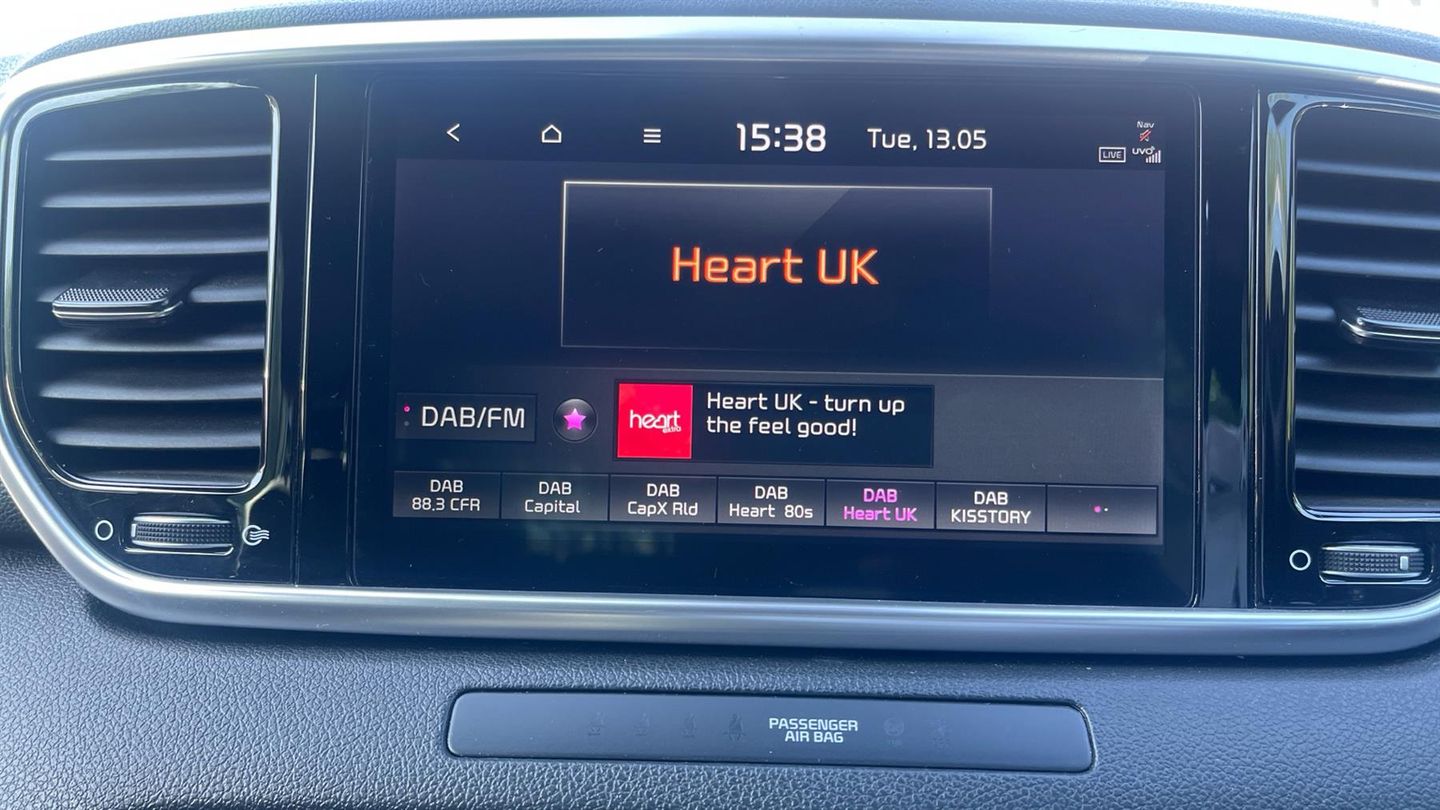 15:38 Tue, 13.05
Nav
LIVE UVO
Heart UK
DAB/FM
heart
extra
Heart UK - turn up
the feel good!
DAB
88.3 CFR
DAB
Capital
DAB
CapX Rld
DAB
Heart 80s
DAB
Heart UK
DAB
KISSTORY
PASSENGER
AIR BAG